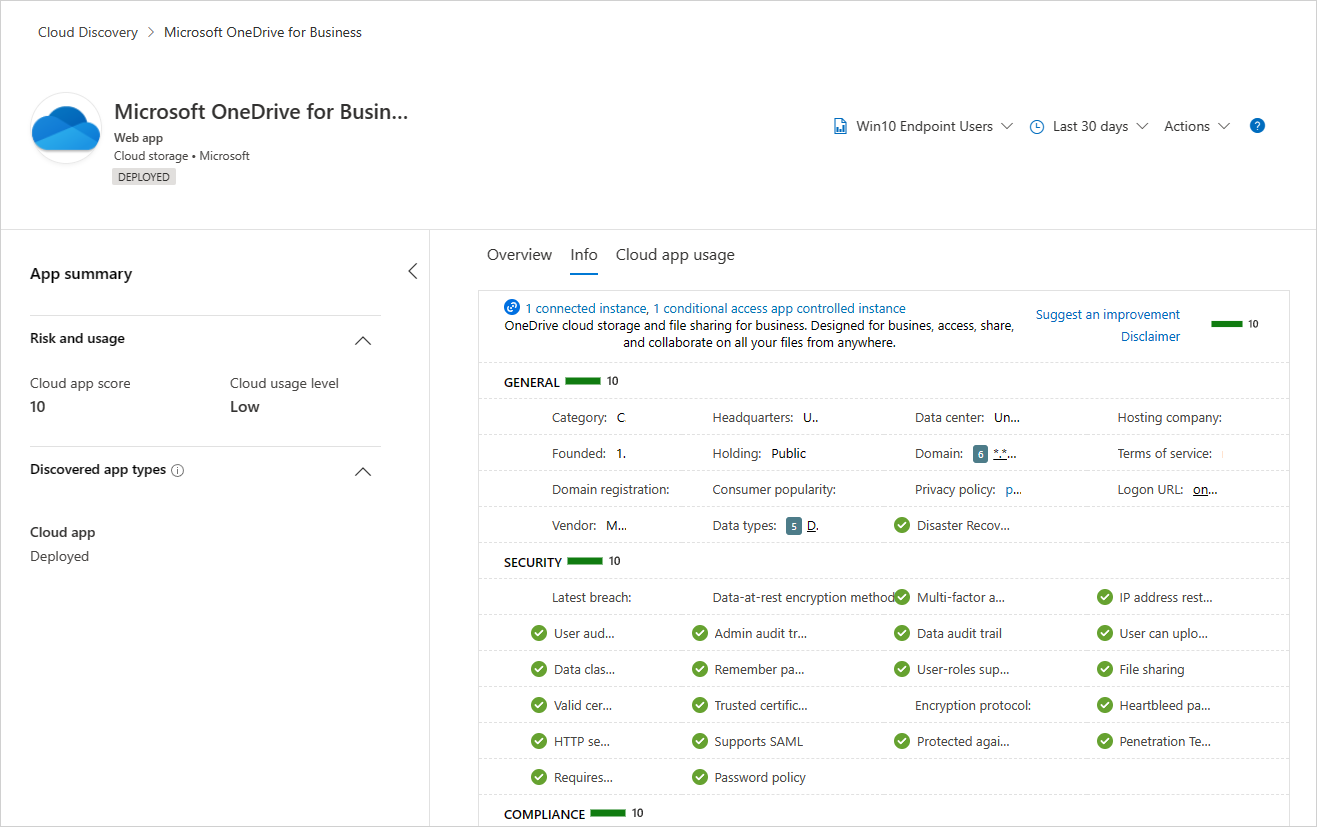 Cloud Discovery > Microsoft OneDrive for Business
Microsoft OneDrive for Busin...
Web app
Cloud storage • Microsoft
DEPLOYED
Win10 Endpoint Users
Last 30 days
Actions
?
App summary
Risk and usage
Cloud app score
10
Cloud usage level
Low
Discovered app types
Cloud app
Deployed
Overview Info Cloud app usage
1 connected instance, 1 conditional access app controlled instance
OneDrive cloud storage and file sharing for business. Designed for busines, access, share,
and collaborate on all your files from anywhere.
Suggest an improvement
Disclaimer
10
GENERAL 10
Category: C Headquarters: U.. Data center: Un... Hosting company:
Founded: 1. Holding: Public Domain: 6 *.*... Terms of service:
Domain registration: Consumer popularity: Privacy policy: p... Logon URL: on...
Vendor: M... Data types: 5 D. Disaster Recov...
SECURITY 10
Latest breach: Data-at-rest encryption method Multi-factor a... IP address rest...
User aud... Admin audit tr... Data audit trail User can uplo...
Data clas... Remember pa... User-roles sup... File sharing
Valid cer... Trusted certific... Encryption protocol: Heartbleed pa...
HTTP se... Supports SAML Protected agai... Penetration Te...
Requires... Password policy
COMPLIANCE 10